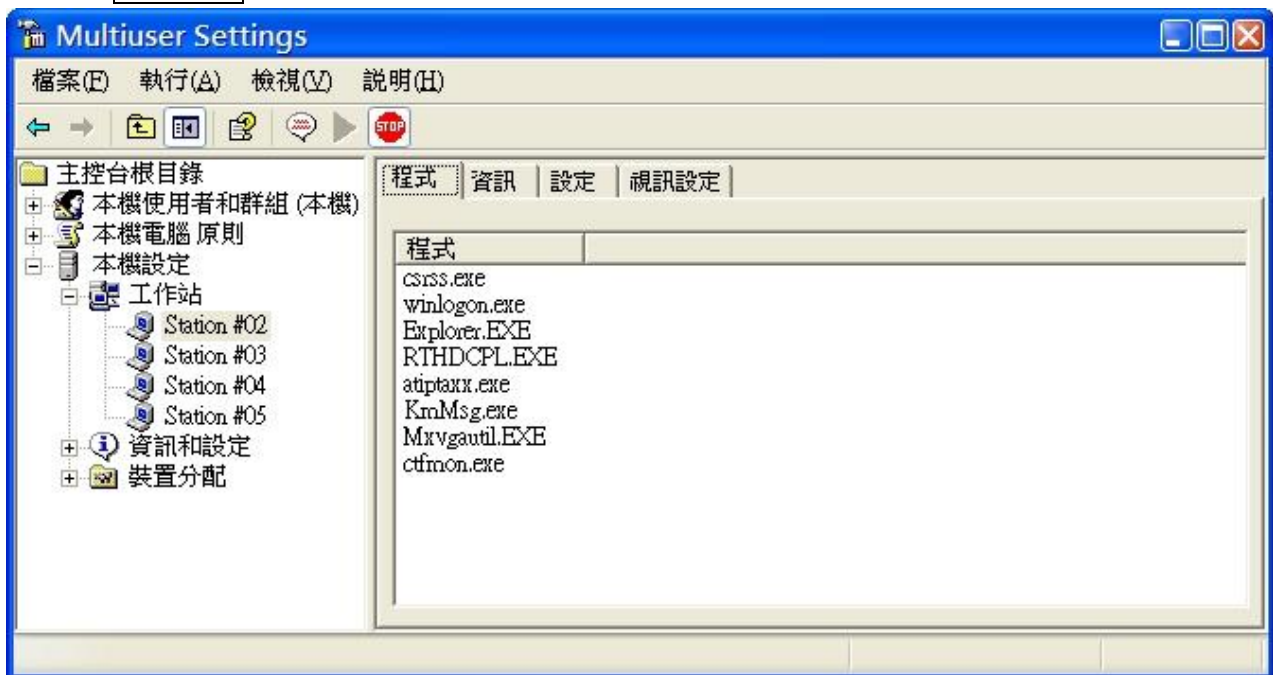 Multiuser Settings
檔案(F) 執行(A) 檢視(V) 說明(H)
STOP
主控台根目錄
本機使用者和群組 (本機)
本機電腦 原則
本機設定
工作站
Station #02
Station #03
Station #04
Station #05
資訊和設定
裝置分配
程式 資訊 設定 視訊設定
程式
csrss.exe
winlogon.exe
Explorer.EXE
RTHDCPL.EXE
atiptaxx.exe
KmMsg.exe
Mxvgautil.EXE
ctfmon.exe